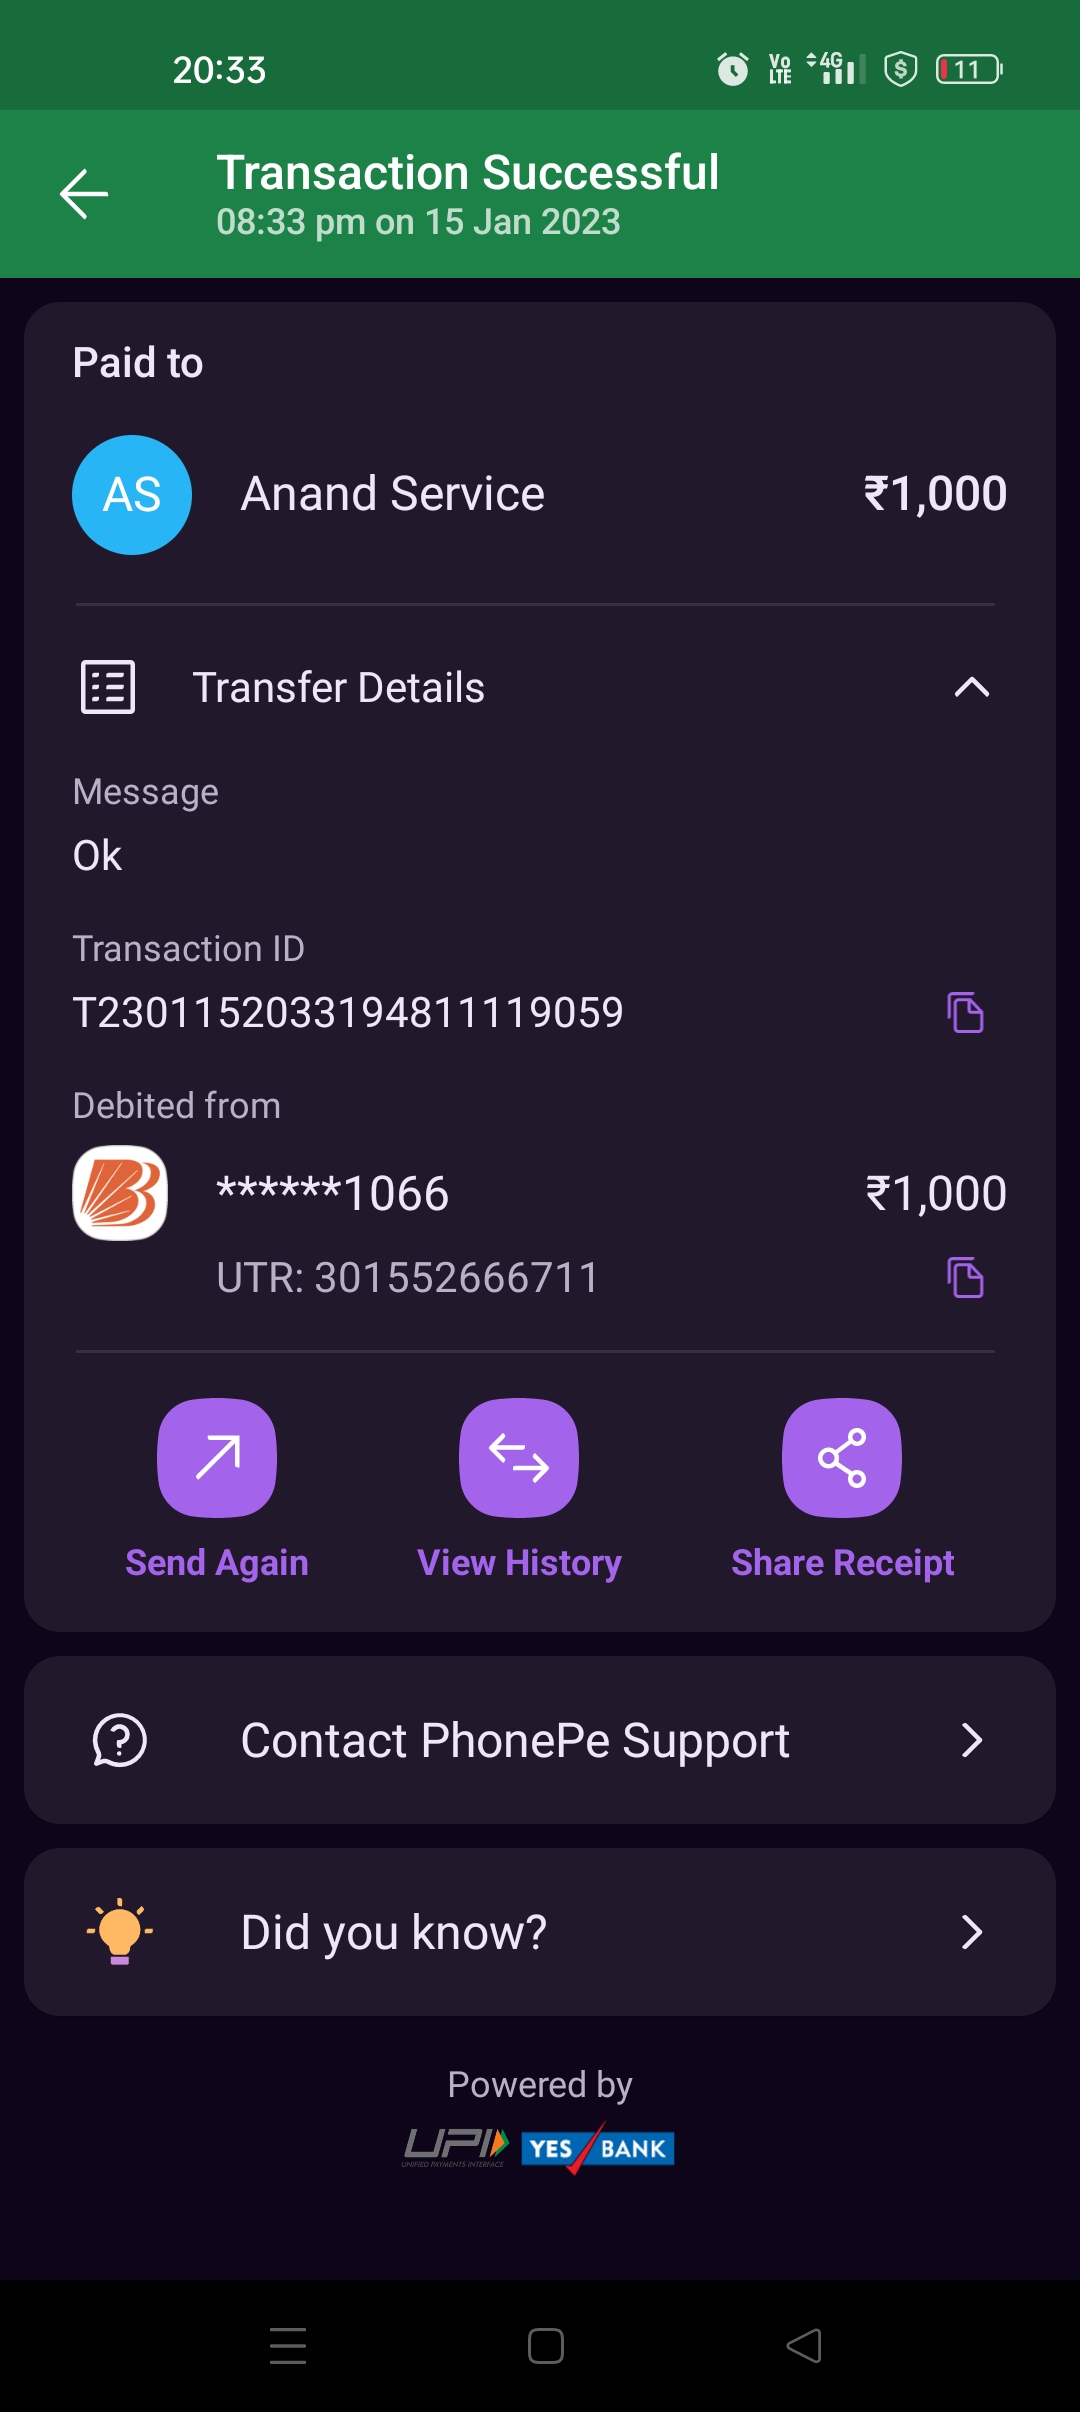 20:33
Vo LTE 4G 11
Transaction Successful
08:33 pm on 15 Jan 2023
Paid to
AS Anand Service ₹1,000
Transfer Details
Message
Ok
Transaction ID
T2301152033194811119059
Debited from
******1066 ₹1,000
UTR: 301552666711
Send Again View History Share Receipt
Contact PhonePe Support
Did you know?
Powered by
UPI YES BANK
UNIFIED PAYMENTS INTERFACE